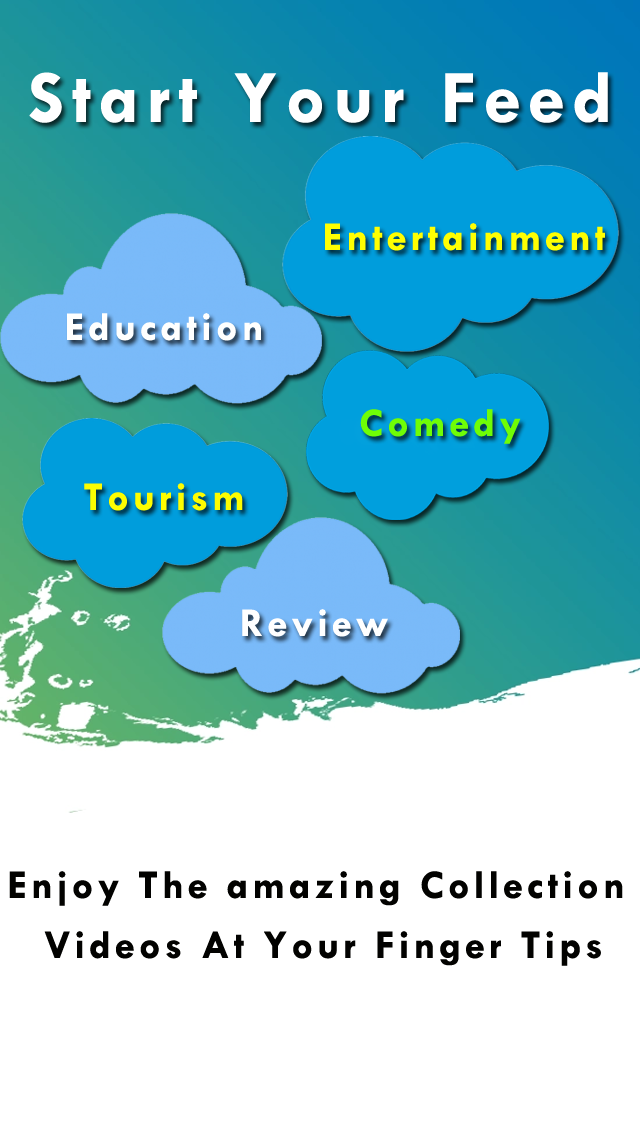 Start Your Feed
Entertainment
Education
Comedy
Tourism
Review
Enjoy The amazing Collection
Videos At Your Finger Tips